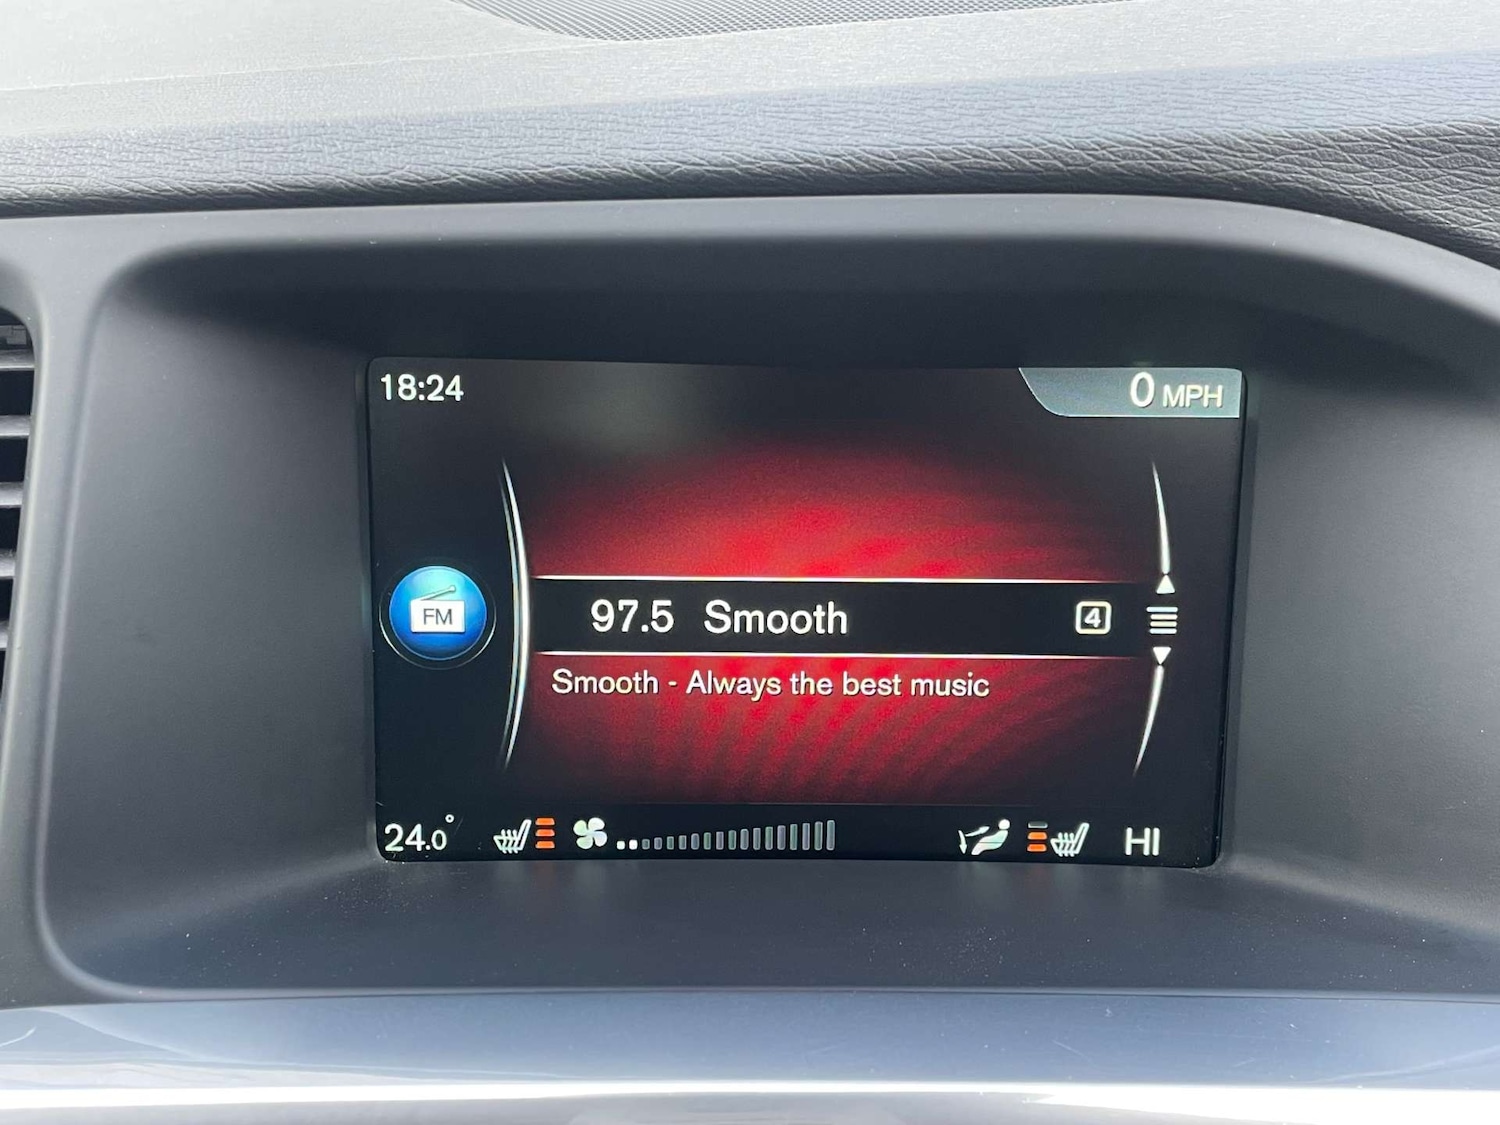 18:24
0 MPH
FM
97.5 Smooth 4
Smooth - Always the best music
24.0° HI